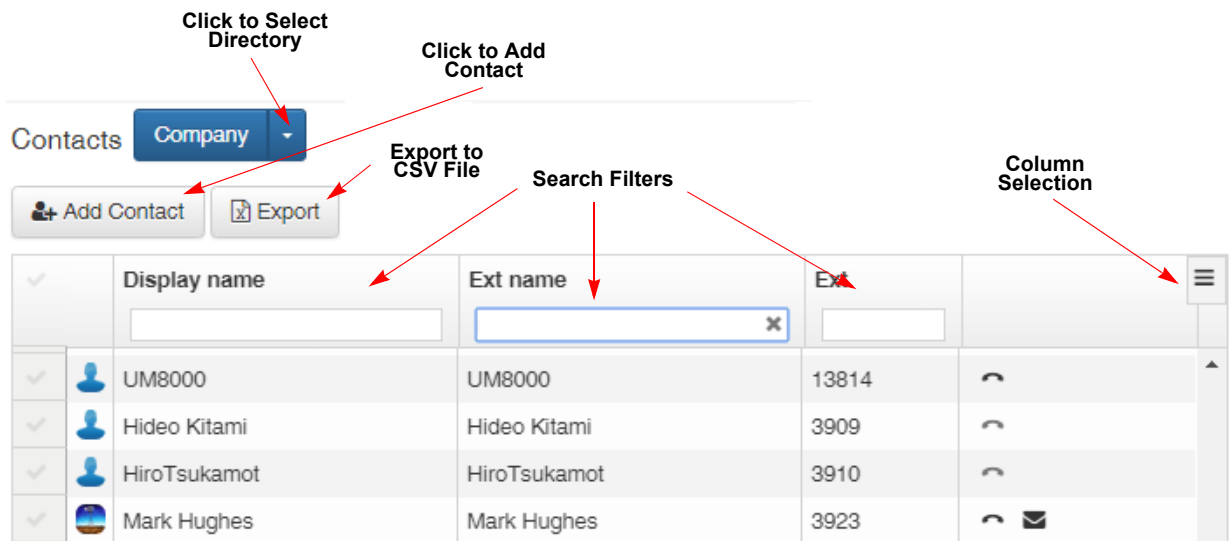 Click to Select
Directory
Click to Add
Contact
Contacts Company
Export to
CSV File
Search Filters
Column
Selection
Add Contact Export
Display name Ext name Ext
UM8000 UM8000 13814
Hideo Kitami Hideo Kitami 3909
HiroTsukamot HiroTsukamot 3910
Mark Hughes Mark Hughes 3923